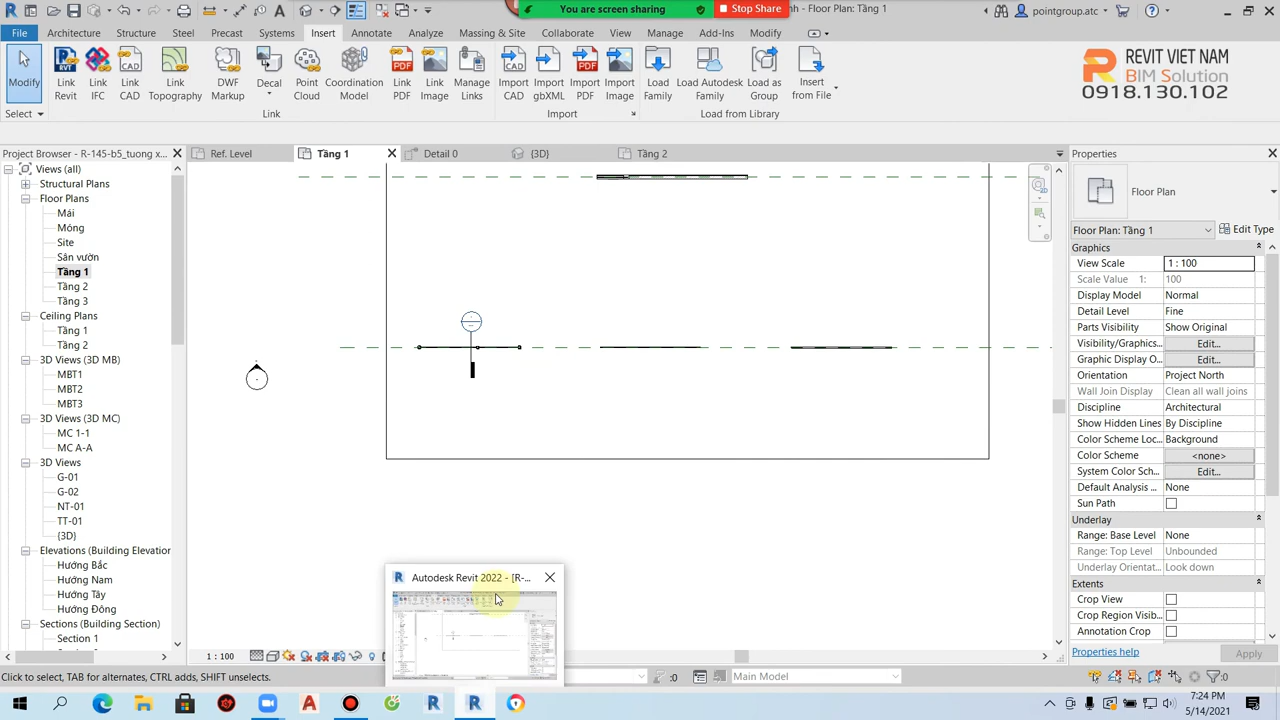 You are screen sharing
Stop Share
nh - Floor Plan: Tầng 1
pointgroup.atc
File
Architecture
Structure
Steel
Precast
Systems
Insert
Annotate
Analyze
Massing & Site
Collaborate
View
Manage
Add-Ins
Modify
REVIT VIET NAM
BIM Solution
0918.130.102
Modify
Link Revit
Link IFC
Link CAD
Link Topography
DWF Markup
Decal
Point Cloud
Coordination Model
Link PDF
Link Image
Manage Links
Import CAD
Import gbXML
Import PDF
Import Image
Load Family
Load Autodesk Family
Load as Group
Insert from File
Select
Link
Import
Load from Library
Project Browser - R-145-b5_tuong x...
Ref. Level
Tầng 1
Detail 0
{3D}
Tầng 2
Properties
Views (all)
Structural Plans
Floor Plans
Mái
Móng
Site
Sân vườn
Tầng 1
Tầng 2
Tầng 3
Ceiling Plans
Tầng 1
Tầng 2
3D Views (3D MB)
MBT1
MBT2
MBT3
3D Views (3D MC)
MC 1-1
MC A-A
3D Views
G-01
G-02
NT-01
TT-01
{3D}
Elevations (Building Elevation
Hướng Bắc
Hướng Nam
Hướng Tây
Hướng Đông
Sections (Building Section)
Section 1
Floor Plan
Floor Plan: Tầng 1
Edit Type
Graphics
View Scale 1 : 100
Scale Value 1: 100
Display Model Normal
Detail Level Fine
Parts Visibility Show Original
Visibility/Graphics... Edit...
Graphic Display O... Edit...
Orientation Project North
Wall Join Display Clean all wall joins
Discipline Architectural
Show Hidden Lines By Discipline
Color Scheme Loc... Background
Color Scheme <none>
System Color Sch... Edit...
Default Analysis ... None
Sun Path
Underlay
Range: Base Level None
Range: Top Level Unbounded
Underlay Orientat... Look down
Extents
Crop View
Crop Region Visib...
Annotation Crop
Properties help
Apply
Autodesk Revit 2022 - [R-...
1 : 100
Click to select, TAB for alternates, CTRL adds, SHIFT unselects.
:0
Main Model
7:24 PM
5/14/2021